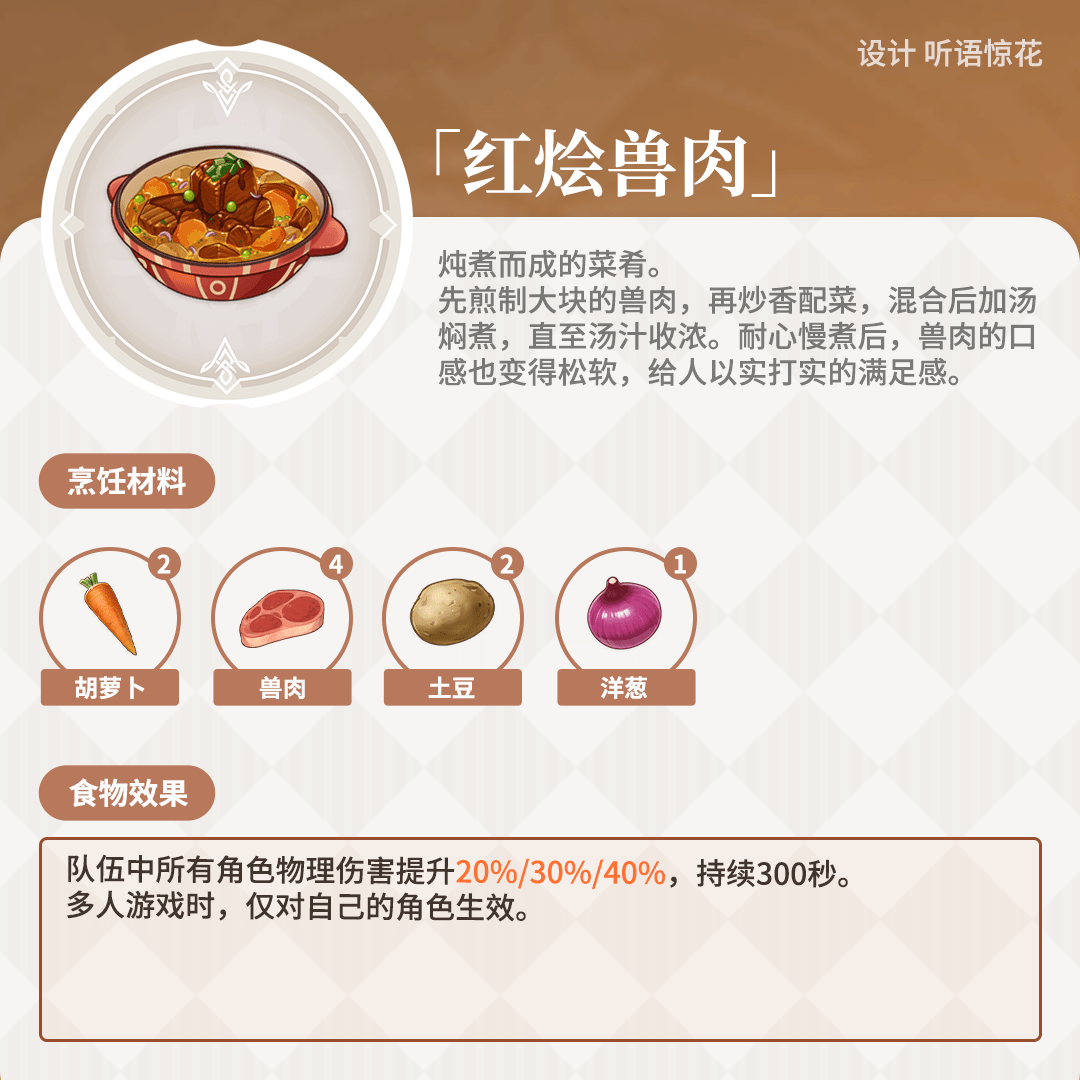 设计 听语惊花
「红烩兽肉」
炖煮而成的菜肴。
先煎制大块的兽肉，再炒香配菜，混合后加汤
焖煮，直至汤汁收浓。耐心慢煮后，兽肉的口
感也变得松软，给人以实打实的满足感。
烹饪材料
2
4
2
1
胡萝卜
兽肉
土豆
洋葱
食物效果
队伍中所有角色物理伤害提升20%/30%/40%，持续300秒。
多人游戏时，仅对自己的角色生效。